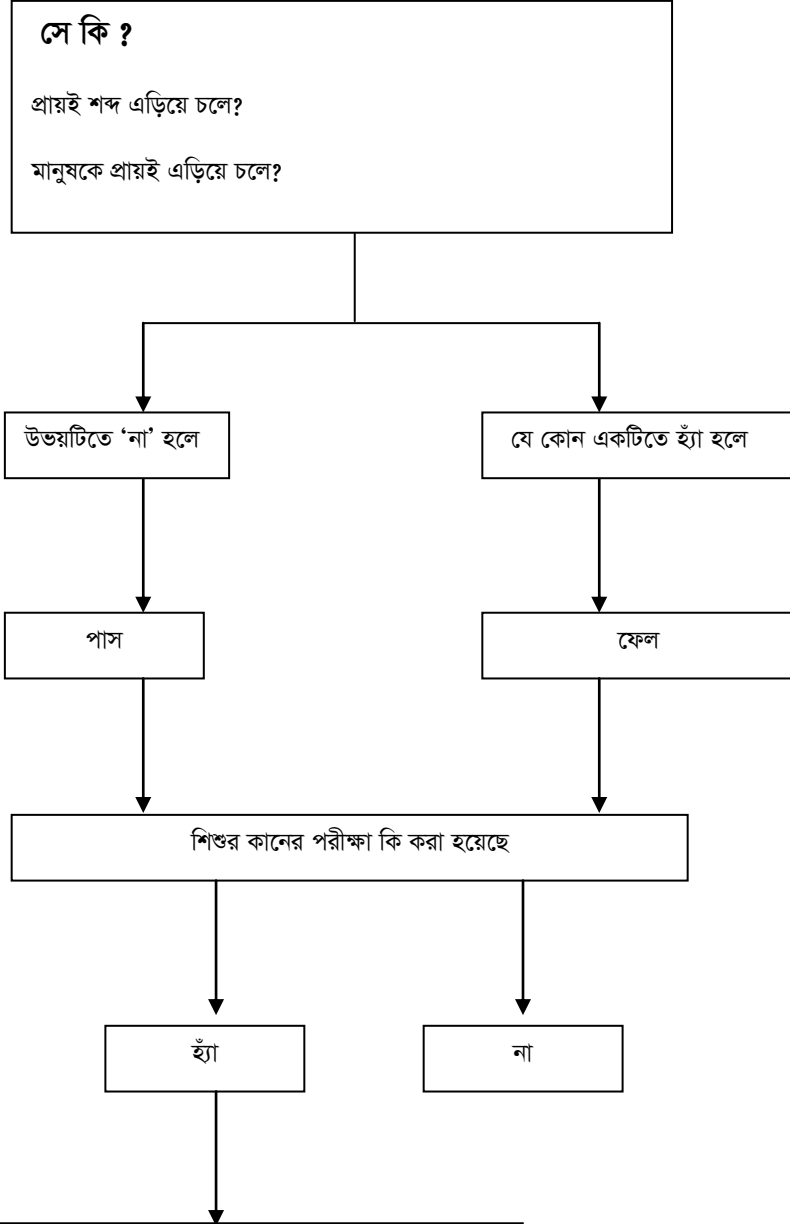 সে কি ?
প্রায়ই শব্দ এড়িয়ে চলে?
মানুষকে প্রায়ই এড়িয়ে চলে?
উভয়টিতে ‘না’ হলে
যে কোন একটিতে হ্যাঁ হলে
পাস
ফেল
শিশুর কানের পরীক্ষা কি করা হয়েছে
হ্যাঁ
না